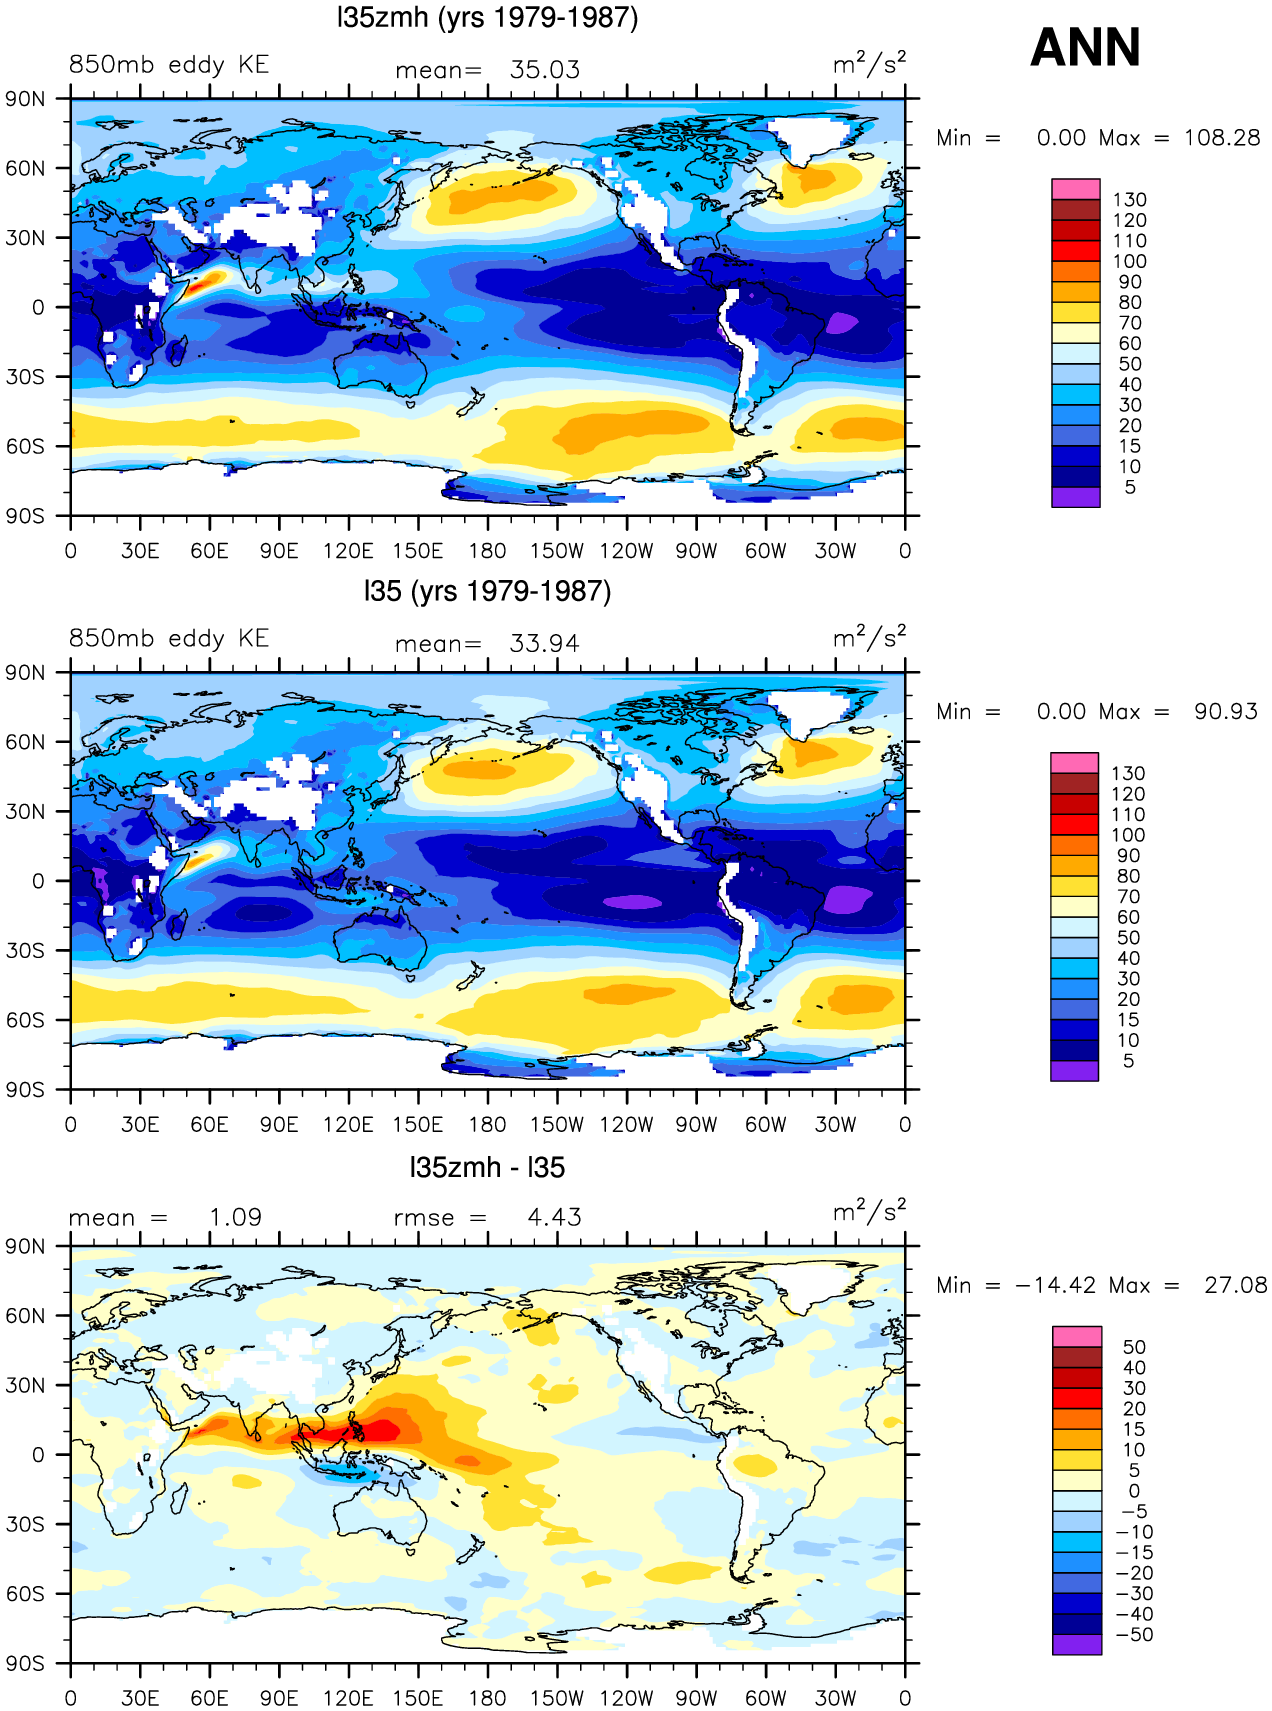 l35zmh (yrs 1979-1987)
ANN
850mb eddy KE mean= 35.03 m²/s²
Min = 0.00 Max = 108.28
90N
60N
30N
0
30S
60S
90S
0 30E 60E 90E 120E 150E 180 150W 120W 90W 60W 30W 0
130
120
110
100
90
80
70
60
50
40
30
20
15
10
5
l35 (yrs 1979-1987)
850mb eddy KE mean= 33.94 m²/s²
Min = 0.00 Max = 90.93
90N
60N
30N
0
30S
60S
90S
0 30E 60E 90E 120E 150E 180 150W 120W 90W 60W 30W 0
130
120
110
100
90
80
70
60
50
40
30
20
15
10
5
l35zmh - l35
mean = 1.09 rmse = 4.43 m²/s²
Min = −14.42 Max = 27.08
90N
60N
30N
0
30S
60S
90S
0 30E 60E 90E 120E 150E 180 150W 120W 90W 60W 30W 0
50
40
30
20
15
10
5
0
−5
−10
−15
−20
−30
−40
−50